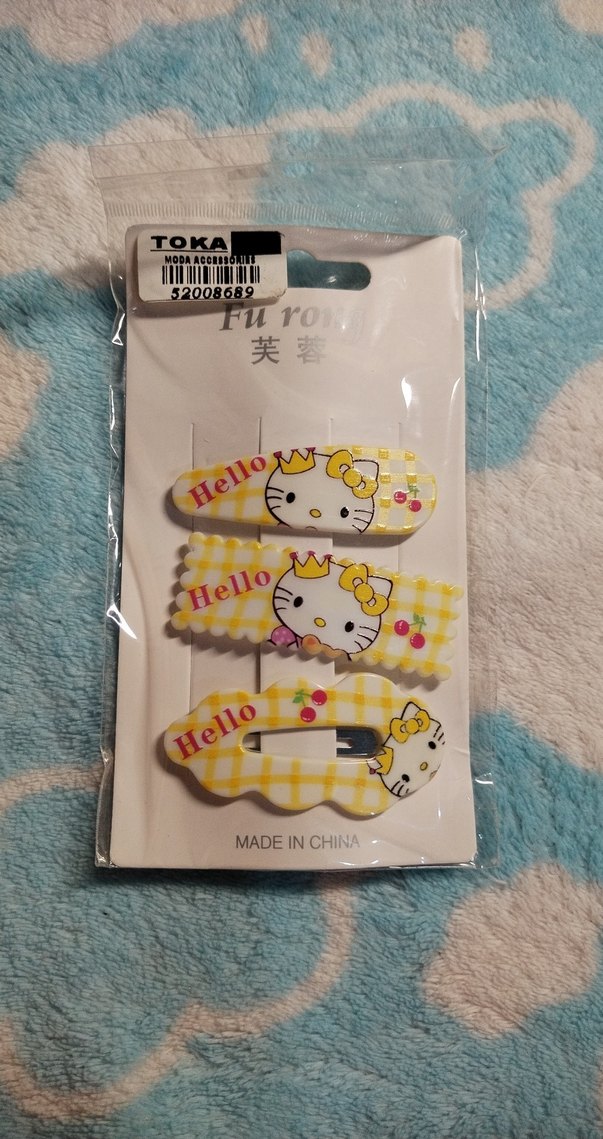 TOKA
MODA ACCESSORIES
52008689
Fu rong
芙蓉
Hello
Hello
Hello
MADE IN CHINA